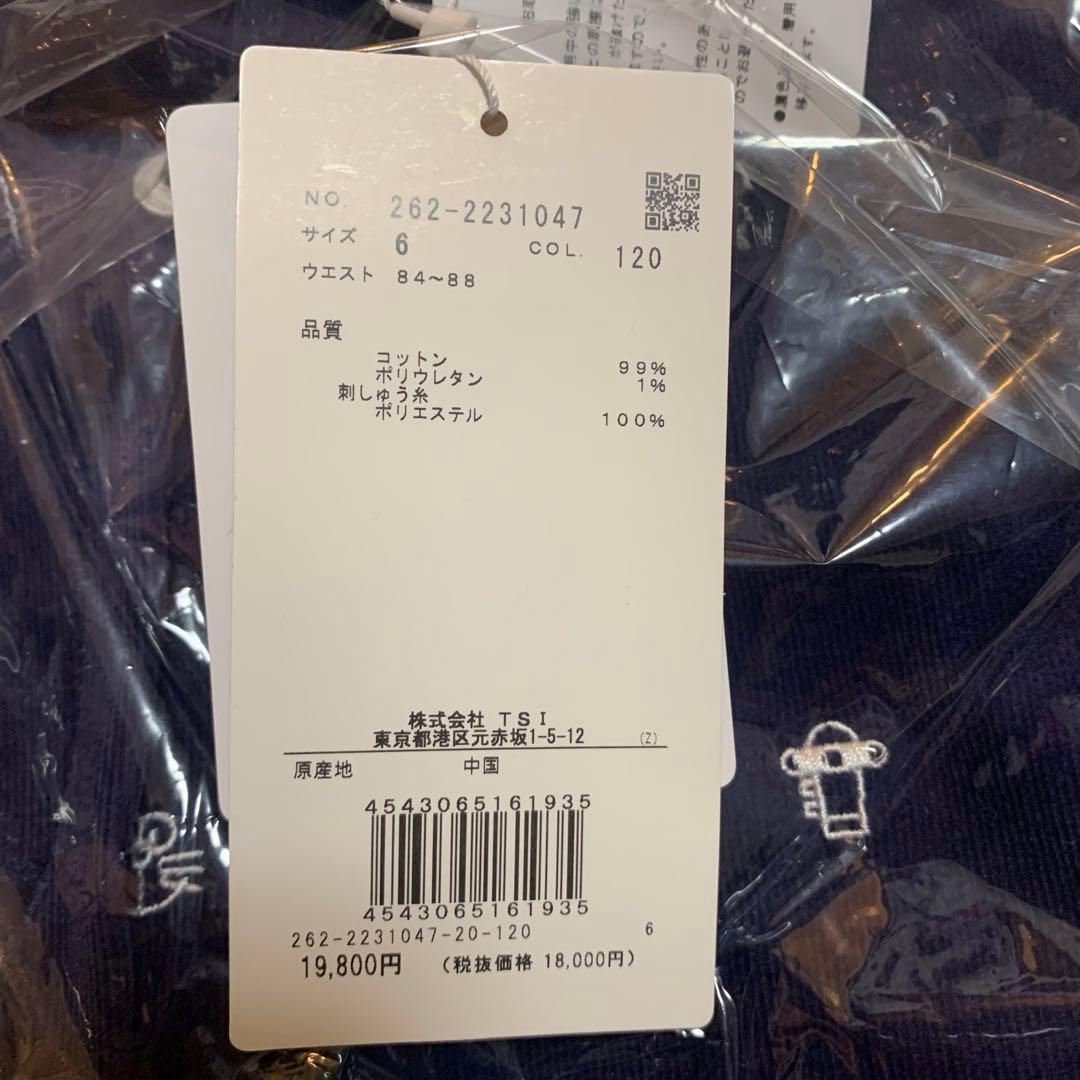 NO. 262-2231047
サイズ 6 COL. 120
ウエスト 84〜88
品質
コットン 99%
ポリウレタン 1%
刺しゅう糸
ポリエステル 100%
株式会社 TSI
東京都港区元赤坂1-5-12 (Z)
原産地 中国
4543065161935
4543065161935
262-2231047-20-120 6
19,800円 (税抜価格 18,000円)